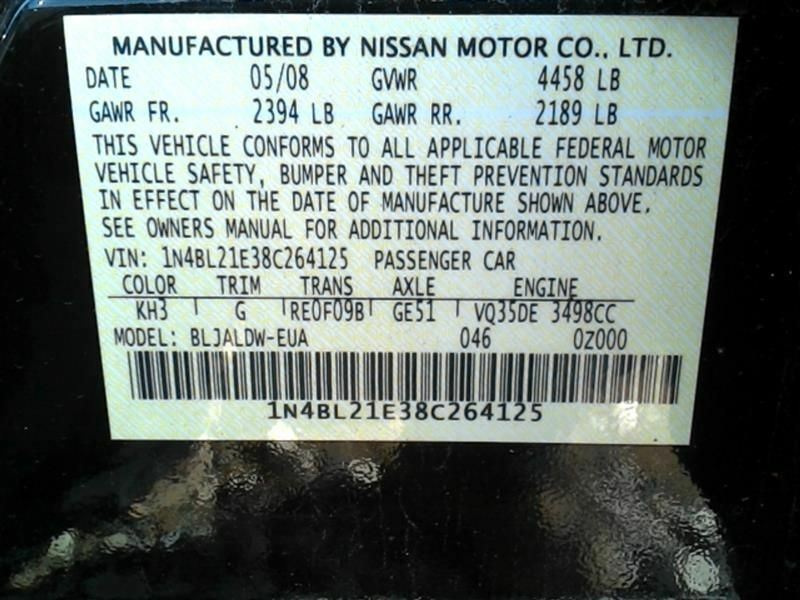 MANUFACTURED BY NISSAN MOTOR CO., LTD.
DATE 05/08 GVWR 4458 LB
GAWR FR. 2394 LB GAWR RR. 2189 LB
THIS VEHICLE CONFORMS TO ALL APPLICABLE FEDERAL MOTOR
VEHICLE SAFETY, BUMPER AND THEFT PREVENTION STANDARDS
IN EFFECT ON THE DATE OF MANUFACTURE SHOWN ABOVE.
SEE OWNERS MANUAL FOR ADDITIONAL INFORMATION.
VIN: 1N4BL21E38C264125 PASSENGER CAR
COLOR TRIM TRANS AXLE ENGINE
KH3 G RE0F09B GE51 VQ35DE 3498CC
MODEL: BLJALDW-EUA 046 0Z000
1N4BL21E38C264125